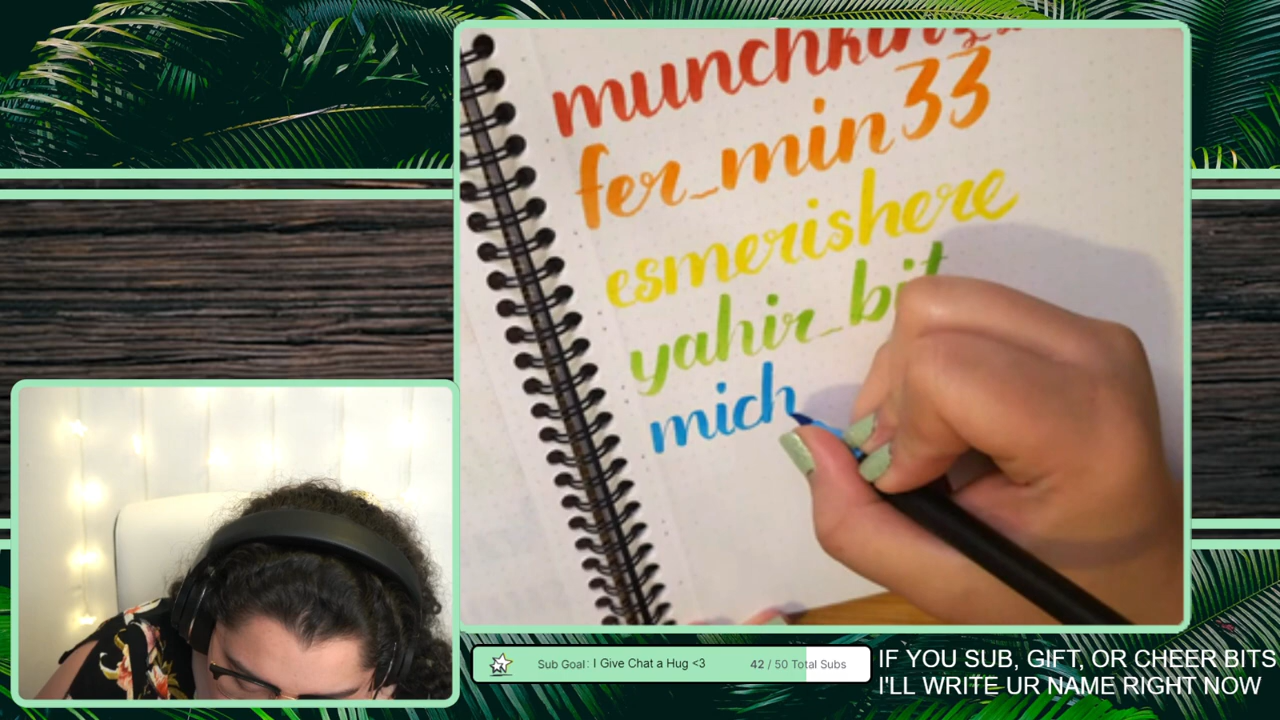 fer_min33
esmerishere
yahir_bit
mich
Sub Goal: I Give Chat a Hug <3
42 / 50 Total Subs
IF YOU SUB, GIFT, OR CHEER BITS
I'LL WRITE UR NAME RIGHT NOW